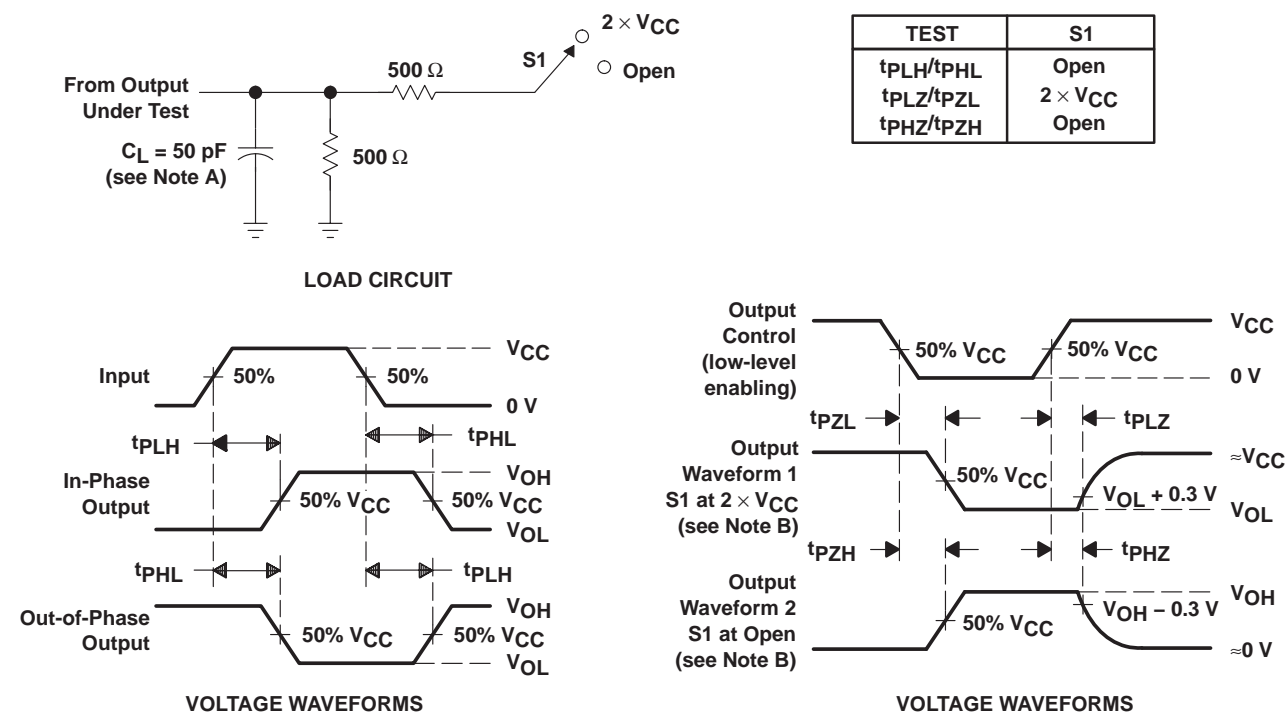 2 × VCC
S1
Open
500 Ω
From Output
Under Test
CL = 50 pF
(see Note A)
500 Ω
LOAD CIRCUIT
TEST S1
tPLH/tPHL Open
tPLZ/tPZL 2 × VCC
tPHZ/tPZH Open
Input
50%
50%
VCC
0 V
tPLH
tPHL
In-Phase
Output
50% VCC
50% VCC
VOH
VOL
tPHL
tPLH
Out-of-Phase
Output
50% VCC
50% VCC
VOH
VOL
VOLTAGE WAVEFORMS
Output
Control
(low-level
enabling)
50% VCC
50% VCC
VCC
0 V
tPZL
tPLZ
Output
Waveform 1
S1 at 2 × VCC
(see Note B)
50% VCC
VOL + 0.3 V
≈VCC
VOL
tPZH
tPHZ
Output
Waveform 2
S1 at Open
(see Note B)
50% VCC
VOH − 0.3 V
VOH
≈0 V
VOLTAGE WAVEFORMS